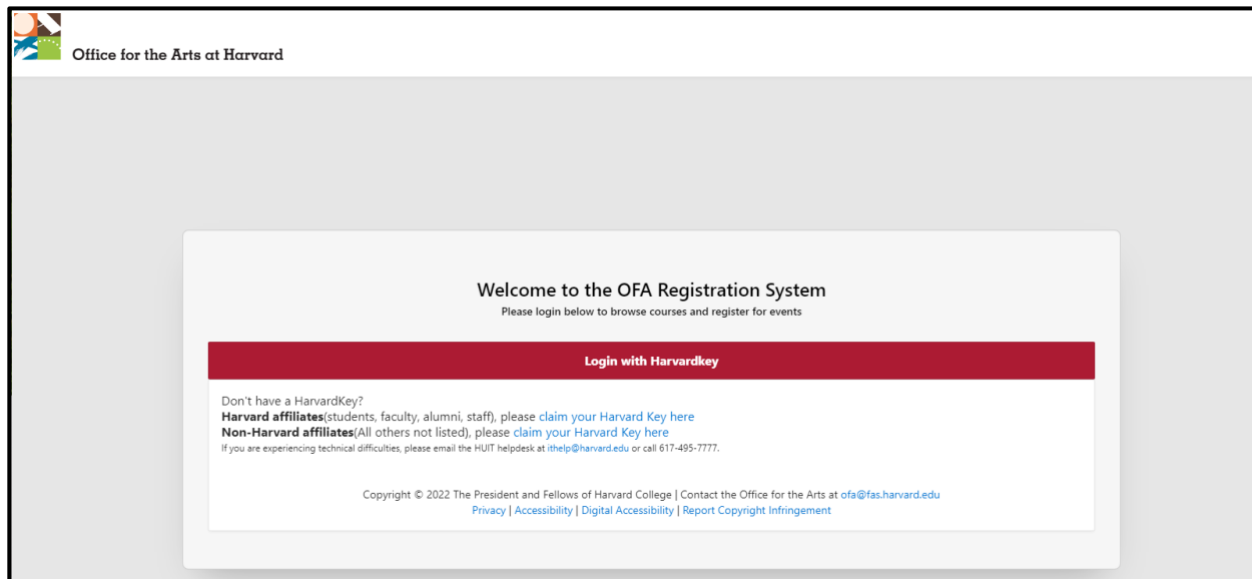 Office for the Arts at Harvard
Welcome to the OFA Registration System
Please login below to browse courses and register for events
Login with Harvardkey
Don't have a HarvardKey?
Harvard affiliates(students, faculty, alumni, staff), please claim your Harvard Key here
Non-Harvard affiliates(All others not listed), please claim your Harvard Key here
If you are experiencing technical difficulties, please email the HUIT helpdesk at ithelp@harvard.edu or call 617-495-7777.
Copyright © 2022 The President and Fellows of Harvard College | Contact the Office for the Arts at ofa@fas.harvard.edu
Privacy | Accessibility | Digital Accessibility | Report Copyright Infringement